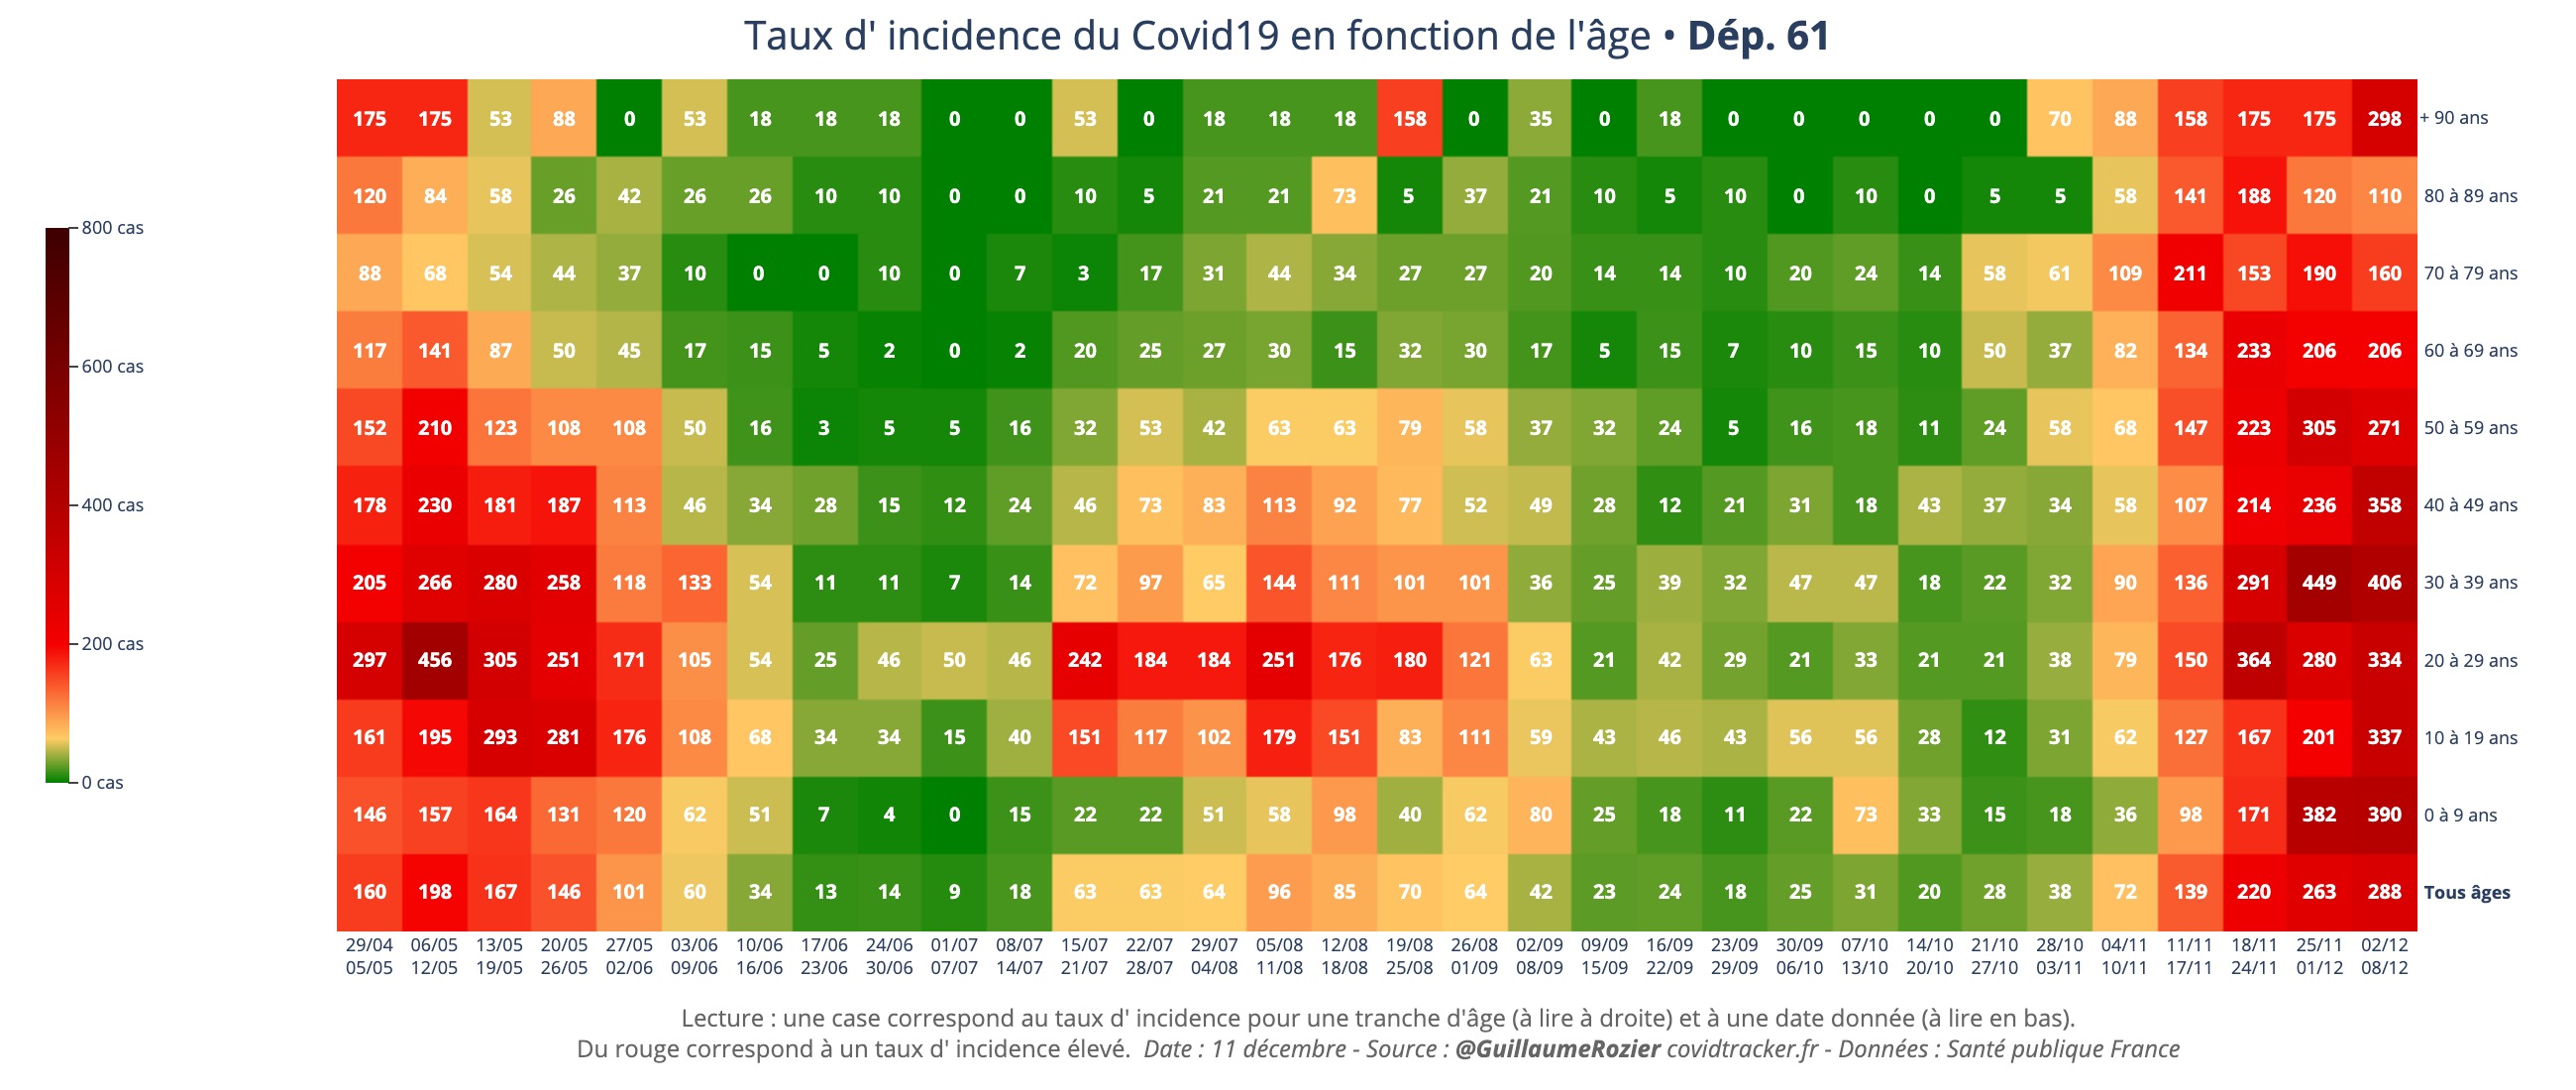 Taux d' incidence du Covid19 en fonction de l'âge • Dép. 61
175 175 53 88 0 53 18 18 18 0 0 53 0 18 18 18 158 0 35 0 18 0 0 0 0 0 70 88 158 175 175 298 + 90 ans
120 84 58 26 42 26 26 10 10 0 0 10 5 21 21 73 5 37 21 10 5 10 0 10 0 5 5 58 141 188 120 110 80 à 89 ans
88 68 54 44 37 10 0 0 10 0 7 3 17 31 44 34 27 27 20 14 14 10 20 24 14 58 61 109 211 153 190 160 70 à 79 ans
117 141 87 50 45 17 15 5 2 0 2 20 25 27 30 15 32 30 17 5 15 7 10 15 10 50 37 82 134 233 206 206 60 à 69 ans
152 210 123 108 108 50 16 3 5 5 16 32 53 42 63 63 79 58 37 32 24 5 16 18 11 24 58 68 147 223 305 271 50 à 59 ans
178 230 181 187 113 46 34 28 15 12 24 46 73 83 113 92 77 52 49 28 12 21 31 18 43 37 34 58 107 214 236 358 40 à 49 ans
205 266 280 258 118 133 54 11 11 7 14 72 97 65 144 111 101 101 36 25 39 32 47 47 18 22 32 90 136 291 449 406 30 à 39 ans
297 456 305 251 171 105 54 25 46 50 46 242 184 184 251 176 180 121 63 21 42 29 21 33 21 21 38 79 150 364 280 334 20 à 29 ans
161 195 293 281 176 108 68 34 34 15 40 151 117 102 179 151 83 111 59 43 46 43 56 56 28 12 31 62 127 167 201 337 10 à 19 ans
146 157 164 131 120 62 51 7 4 0 15 22 22 51 58 98 40 62 80 25 18 11 22 73 33 15 18 36 98 171 382 390 0 à 9 ans
160 198 167 146 101 60 34 13 14 9 18 63 63 64 96 85 70 64 42 23 24 18 25 31 20 28 38 72 139 220 263 288 Tous âges
29/04 06/05 13/05 20/05 27/05 03/06 10/06 17/06 24/06 01/07 08/07 15/07 22/07 29/07 05/08 12/08 19/08 26/08 02/09 09/09 16/09 23/09 30/09 07/10 14/10 21/10 28/10 04/11 11/11 18/11 25/11 02/12
05/05 12/05 19/05 26/05 02/06 09/06 16/06 23/06 30/06 07/07 14/07 21/07 28/07 04/08 11/08 18/08 25/08 01/09 08/09 15/09 22/09 29/09 06/10 13/10 20/10 27/10 03/11 10/11 17/11 24/11 01/12 08/12
800 cas
600 cas
400 cas
200 cas
0 cas
Lecture : une case correspond au taux d' incidence pour une tranche d'âge (à lire à droite) et à une date donnée (à lire en bas).
Du rouge correspond à un taux d' incidence élevé. Date : 11 décembre - Source : @GuillaumeRozier covidtracker.fr - Données : Santé publique France